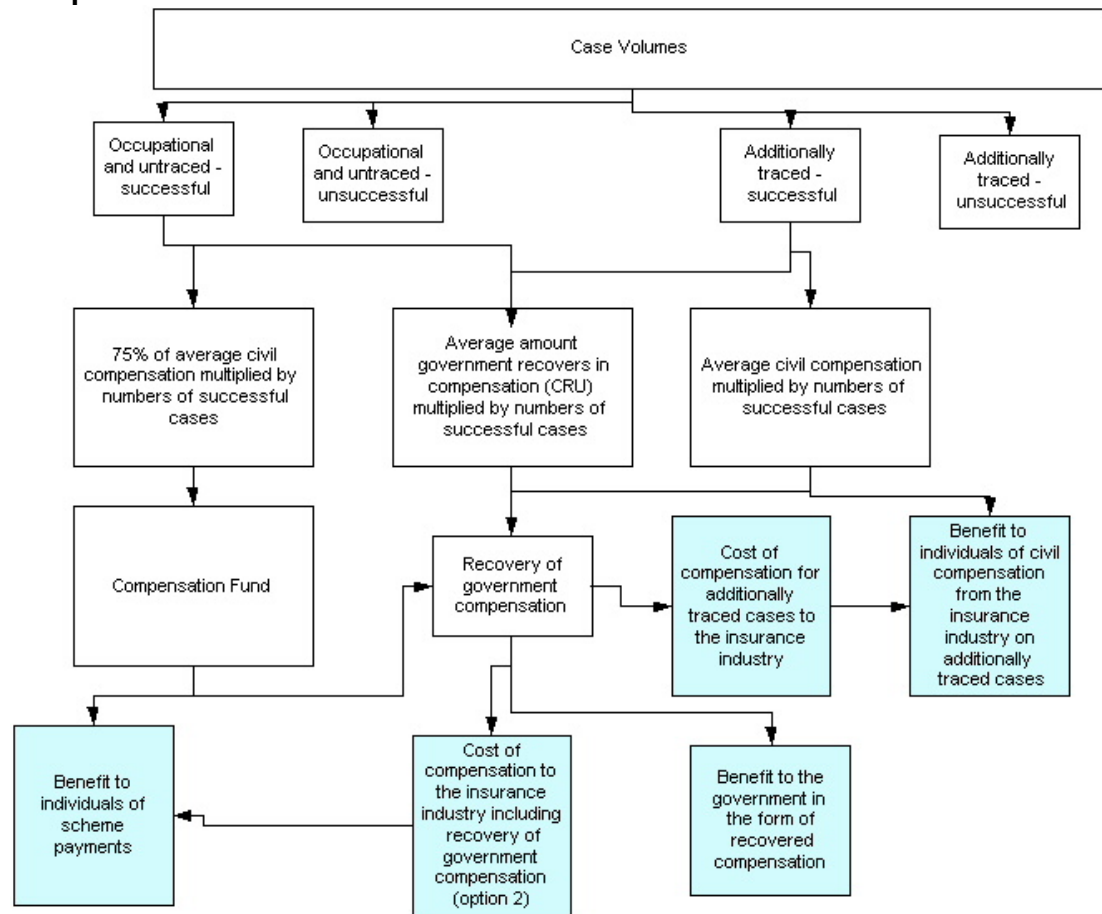 Case Volumes
Occupational
and untraced -
successful
Occupational
and untraced -
unsuccessful
Additionally
traced -
successful
Additionally
traced -
unsuccessful
75% of average civil
compensation multiplied by
numbers of successful
cases
Average amount
government recovers in
compensation (CRU)
multiplied by numbers of
successful cases
Average civil compensation
multiplied by numbers of
successful cases
Compensation Fund
Recovery of
government
compensation
Cost of
compensation for
additionally
traced cases to
the insurance
industry
Benefit to
individuals of civil
compensation
from the
insurance
industry on
additionally
traced cases
Benefit to
individuals of
scheme
payments
Cost of
compensation to
the insurance
industry including
recovery of
government
compensation
(option 2)
Benefit to the
government in
the form of
recovered
compensation